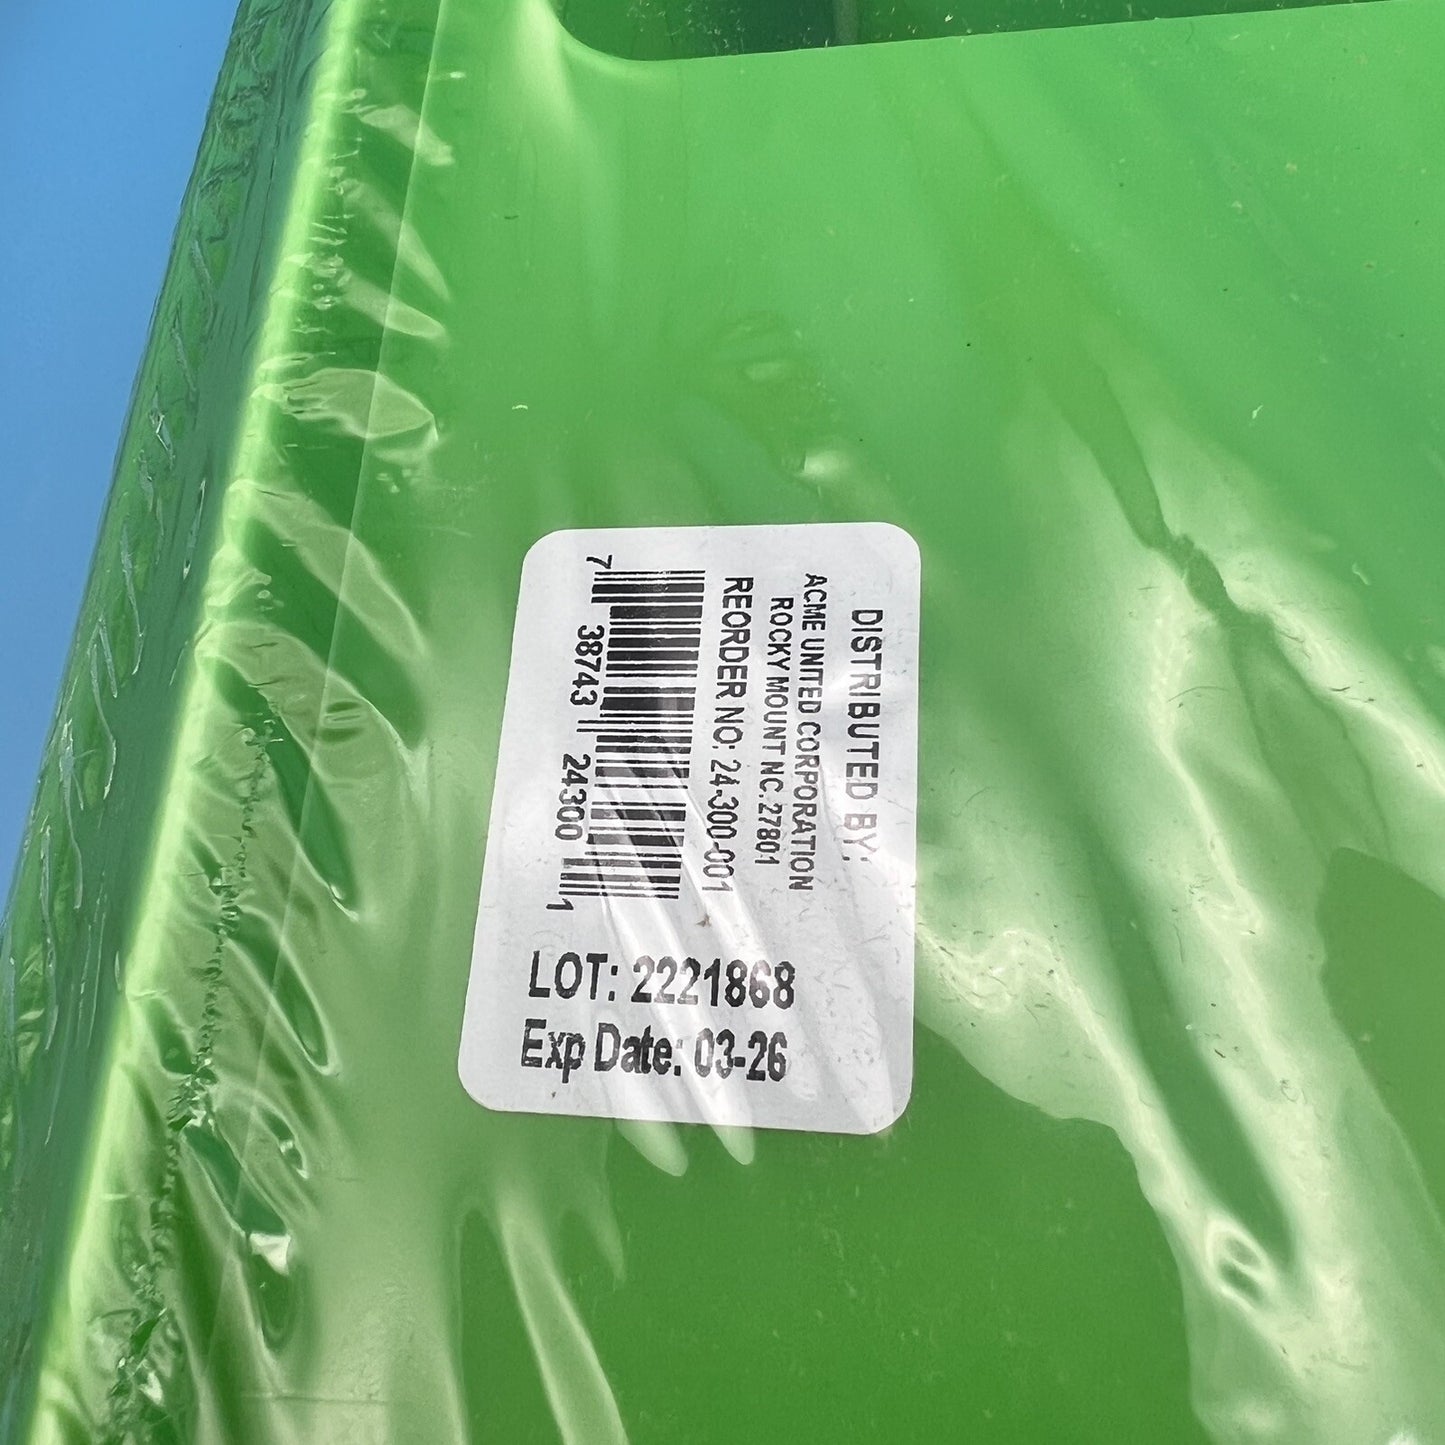 DISTRIBUTED BY:
ACME UNITED CORPORATION
ROCKY MOUNT NC. 27801
REORDER NO: 24-300-001
7 38743 24300 1
LOT: 2221868
Exp Date: 03-26